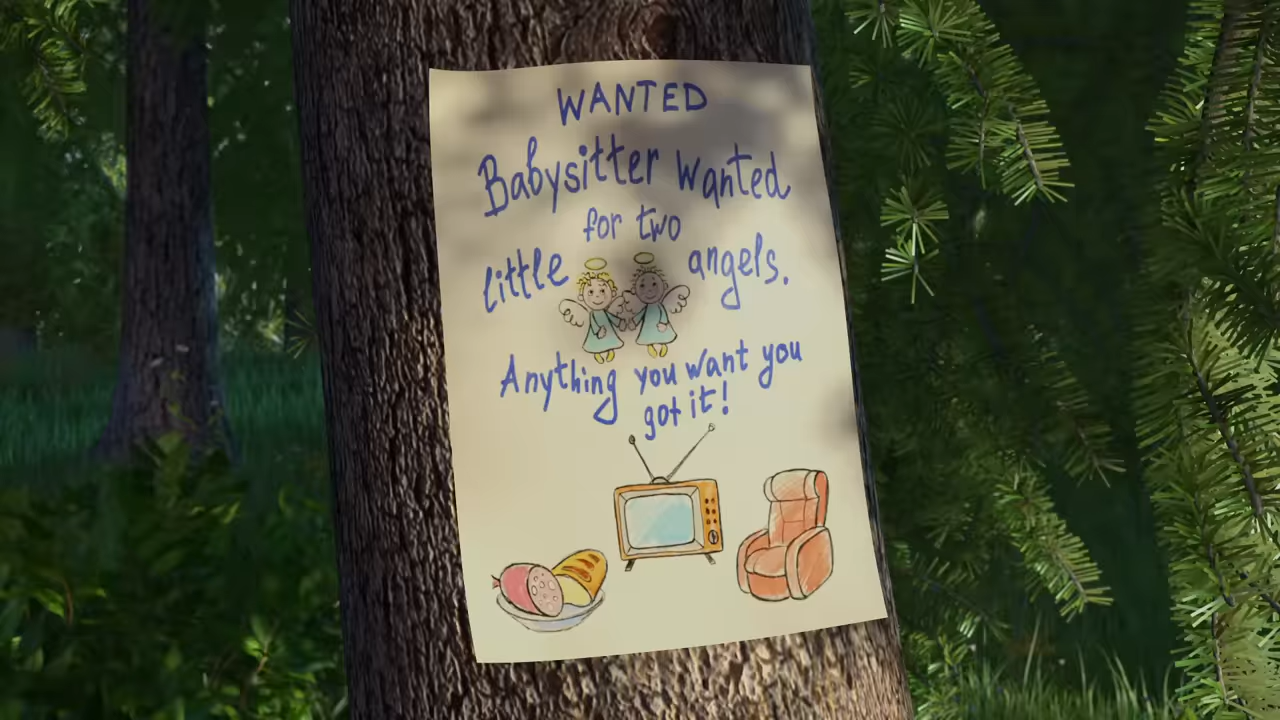 WANTED
Babysitter wanted
for two
little angels.
Anything you want you
got it!